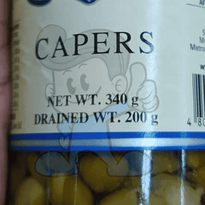 CAPERS
NET WT. 340 g
DRAINED WT. 200 g